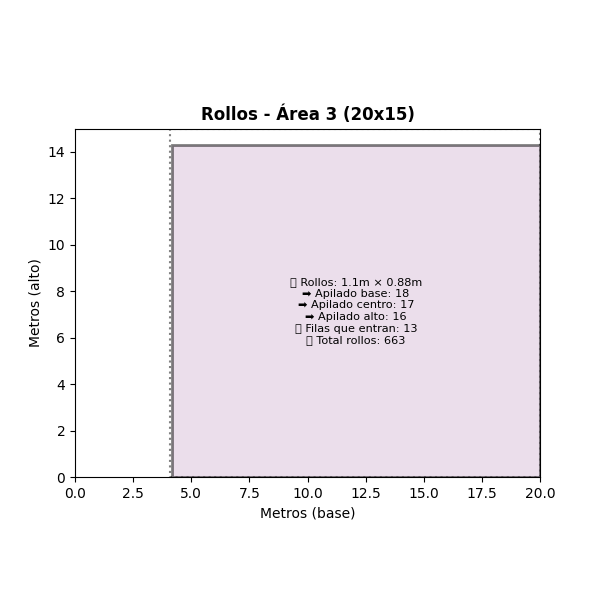 Rollos - Área 3 (20x15)
Metros (alto)
14
12
10
8
6
4
2
0
▯ Rollos: 1.1m × 0.88m
➡ Apilado base: 18
➡ Apilado centro: 17
➡ Apilado alto: 16
▯ Filas que entran: 13
▯ Total rollos: 663
0.0 2.5 5.0 7.5 10.0 12.5 15.0 17.5 20.0
Metros (base)